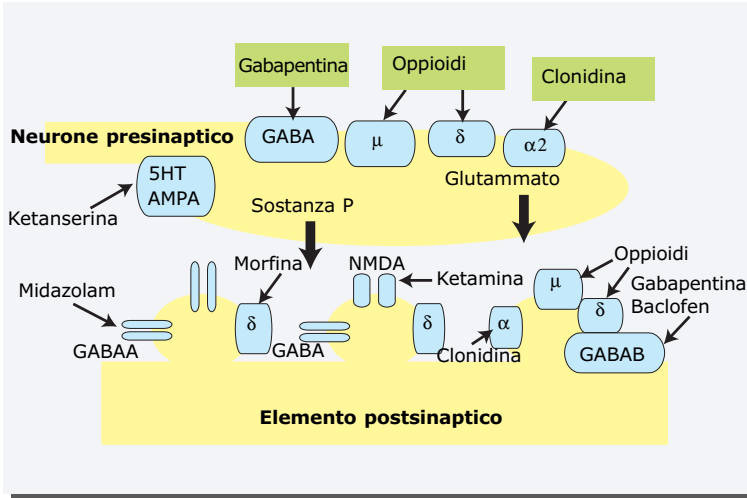 Gabapentina
Oppioidi
Clonidina
Neurone presinaptico
GABA
μ
δ
α2
5HT
AMPA
Glutammato
Ketanserina
Sostanza P
Morfina
NMDA
Ketamina
Oppioidi
Midazolam
Gabapentina
Baclofen
μ
δ
δ
δ
α
GABAA
GABA
Clonidina
GABAB
Elemento postsinaptico